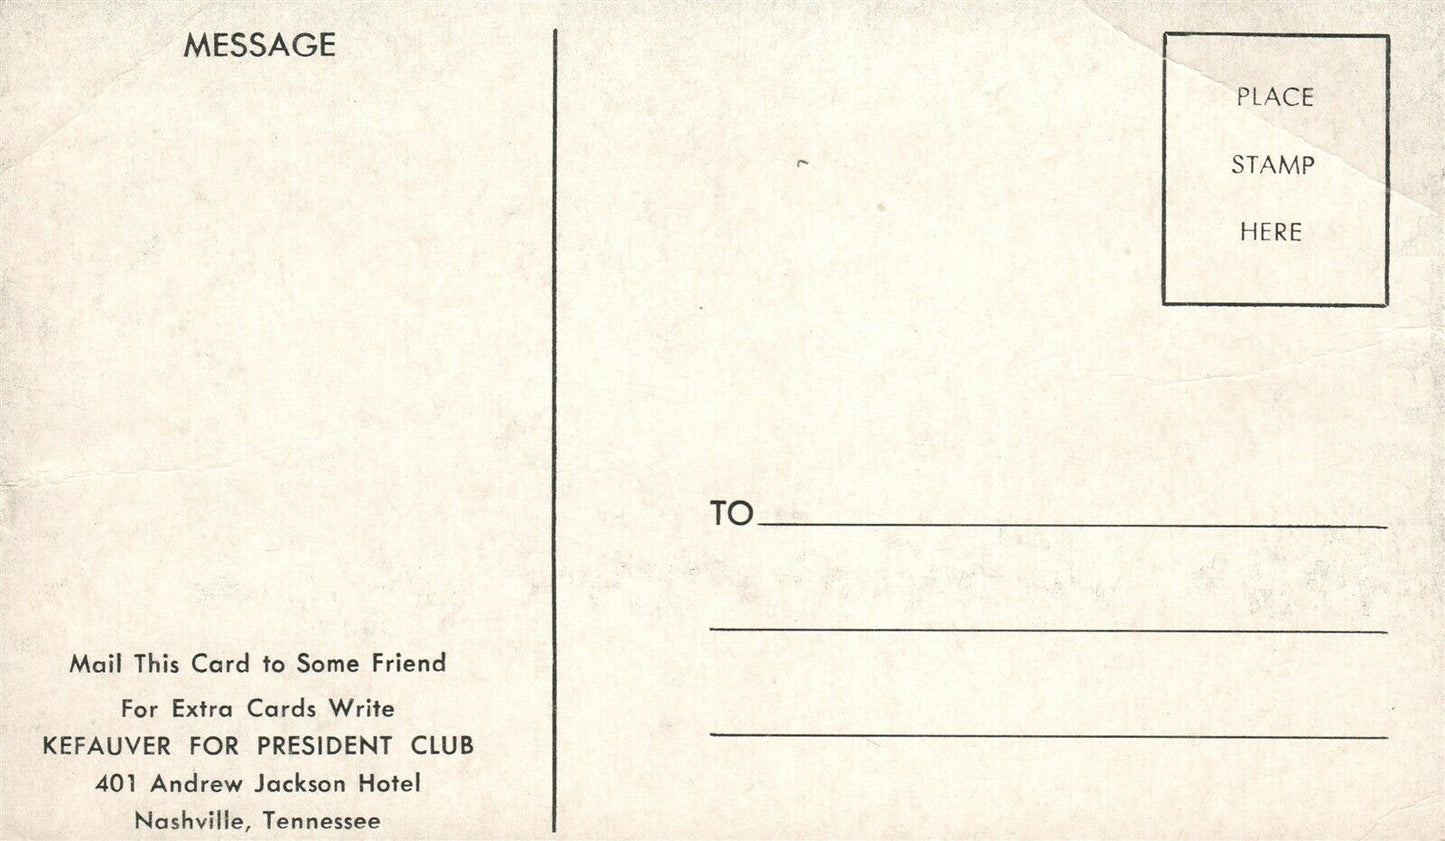 MESSAGE
PLACE
STAMP
HERE
TO
Mail This Card to Some Friend
For Extra Cards Write
KEFAUVER FOR PRESIDENT CLUB
401 Andrew Jackson Hotel
Nashville, Tennessee